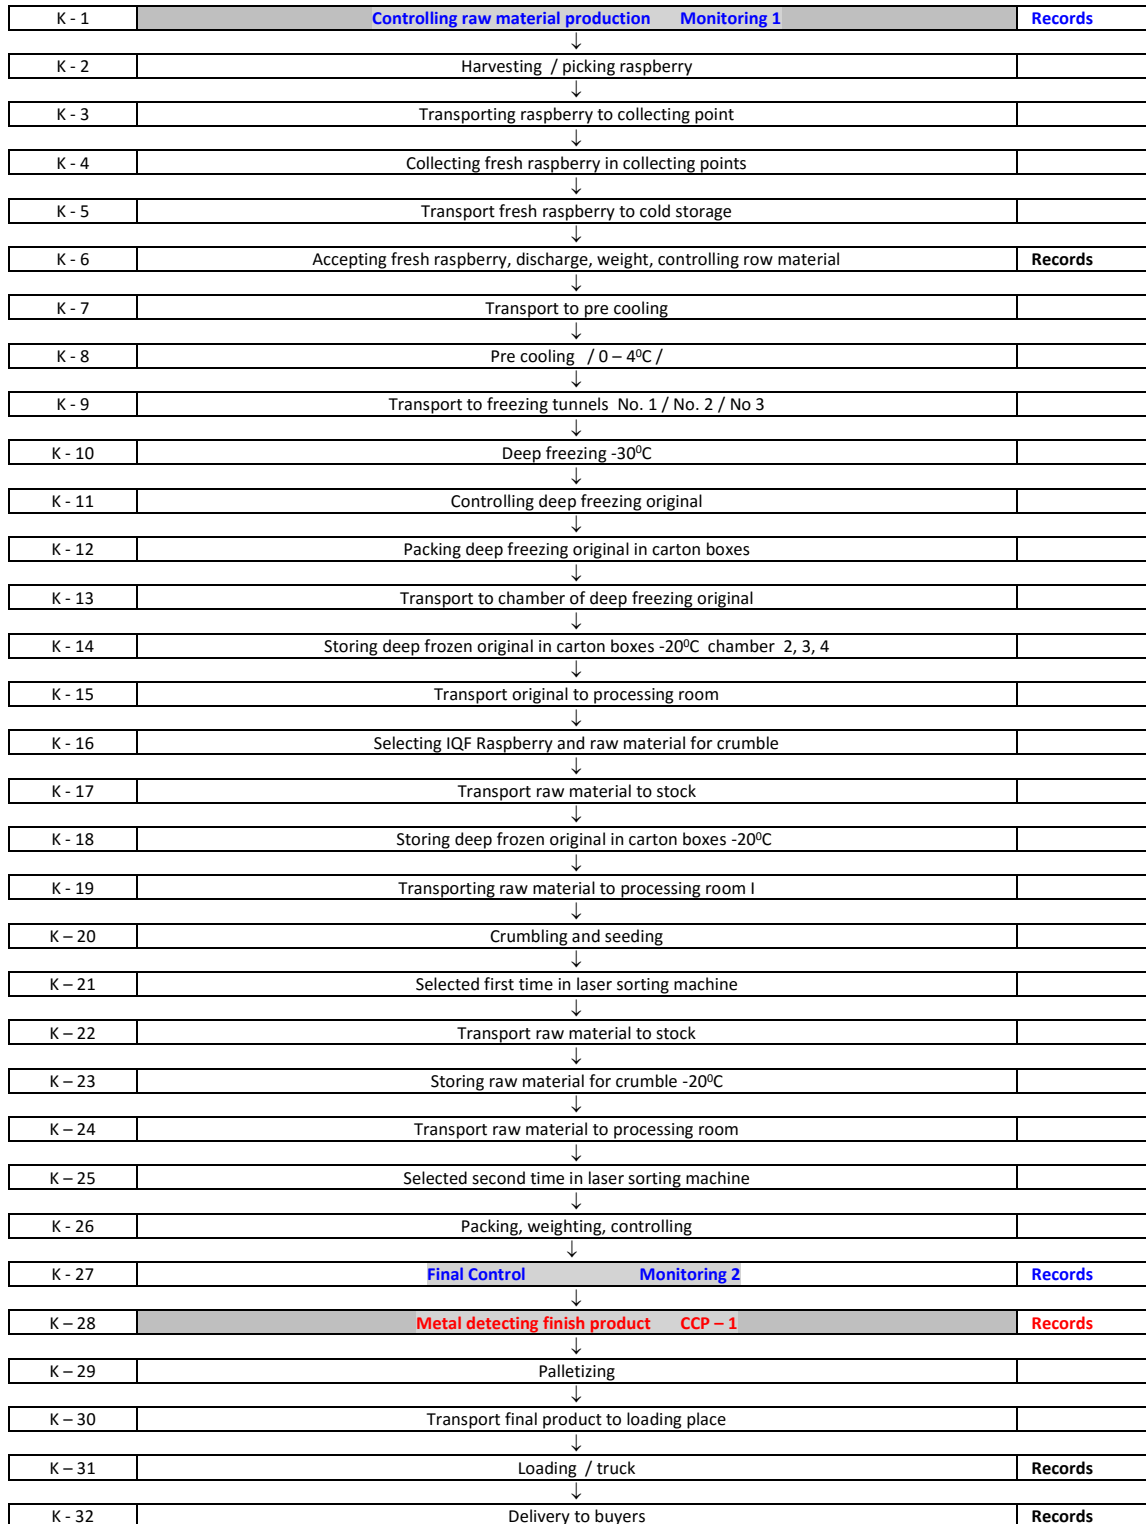 K - 1 Controlling raw material production Monitoring 1 Records
↓
K - 2 Harvesting / picking raspberry
↓
K - 3 Transporting raspberry to collecting point
↓
K - 4 Collecting fresh raspberry in collecting points
↓
K - 5 Transport fresh raspberry to cold storage
↓
K - 6 Accepting fresh raspberry, discharge, weight, controlling row material Records
↓
K - 7 Transport to pre cooling
↓
K - 8 Pre cooling / 0 – 4⁰C /
↓
K - 9 Transport to freezing tunnels No. 1 / No. 2 / No 3
↓
K - 10 Deep freezing -30⁰C
↓
K - 11 Controlling deep freezing original
↓
K - 12 Packing deep freezing original in carton boxes
↓
K - 13 Transport to chamber of deep freezing original
↓
K - 14 Storing deep frozen original in carton boxes -20⁰C chamber 2, 3, 4
↓
K - 15 Transport original to processing room
↓
K - 16 Selecting IQF Raspberry and raw material for crumble
↓
K - 17 Transport raw material to stock
↓
K - 18 Storing deep frozen original in carton boxes -20⁰C
↓
K - 19 Transporting raw material to processing room I
↓
K – 20 Crumbling and seeding
↓
K – 21 Selected first time in laser sorting machine
↓
K – 22 Transport raw material to stock
↓
K – 23 Storing raw material for crumble -20⁰C
↓
K – 24 Transport raw material to processing room
↓
K – 25 Selected second time in laser sorting machine
↓
K - 26 Packing, weighting, controlling
↓
K - 27 Final Control Monitoring 2 Records
↓
K – 28 Metal detecting finish product CCP – 1 Records
↓
K – 29 Palletizing
↓
K – 30 Transport final product to loading place
↓
K – 31 Loading / truck Records
↓
K - 32 Delivery to buyers Records